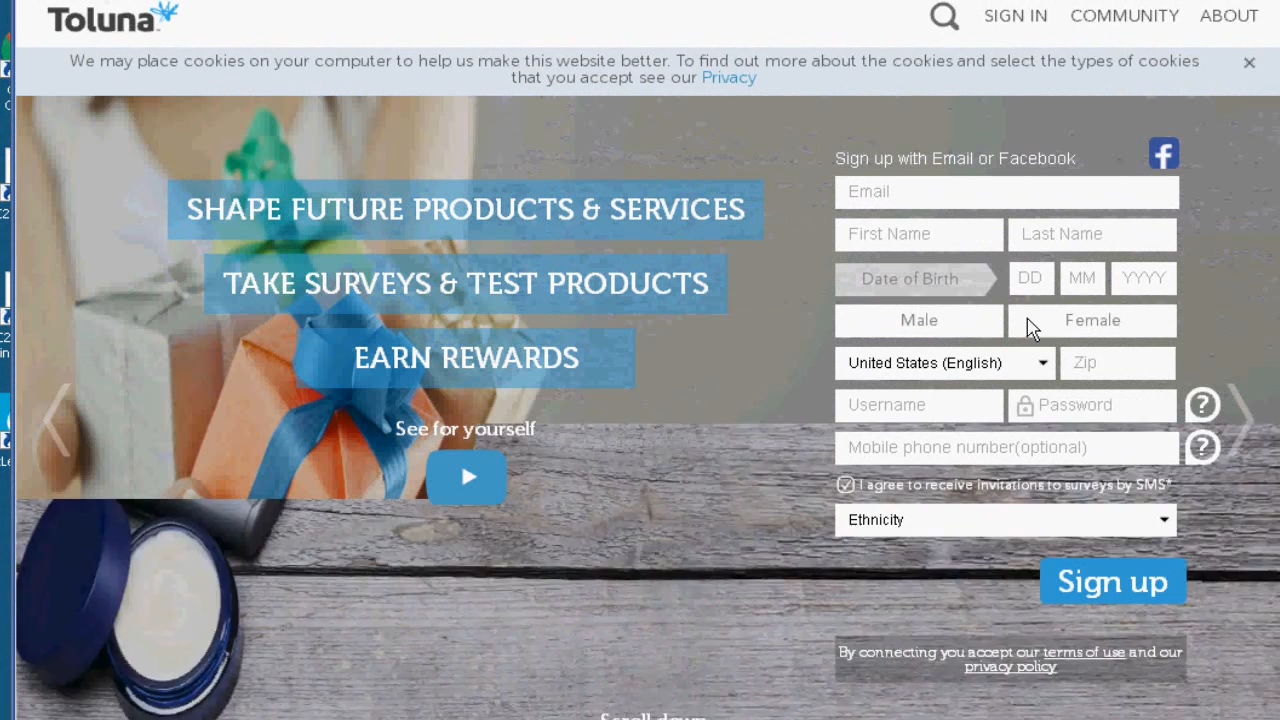 Toluna
SIGN IN COMMUNITY ABOUT
We may place cookies on your computer to help us make this website better. To find out more about the cookies and select the types of cookies
that you accept see our Privacy
SHAPE FUTURE PRODUCTS & SERVICES
TAKE SURVEYS & TEST PRODUCTS
EARN REWARDS
See for yourself
Sign up with Email or Facebook
Email
First Name Last Name
Date of Birth DD MM YYYY
Male Female
United States (English) Zip
Username Password ?
Mobile phone number(optional) ?
I agree to receive invitations to surveys by SMS*
Ethnicity
Sign up
By connecting you accept our terms of use and our
privacy policy
Scroll down